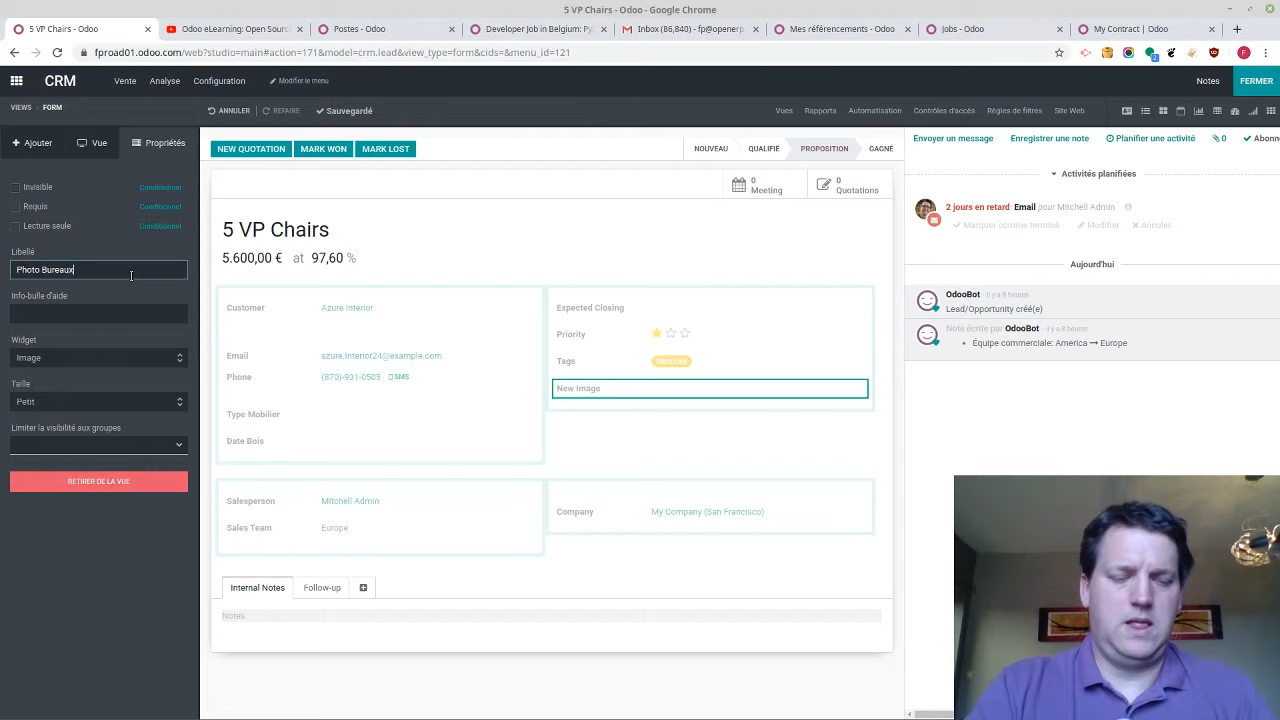 5 VP Chairs - Odoo - Google Chrome
5 VP Chairs - Odoo
Odoo eLearning: Open Sourc
Postes - Odoo
Developer Job in Belgium: Py
Inbox (86,840) - fp@openerp
Mes références - Odoo
Jobs - Odoo
My Contract | Odoo
fproad01.odoo.com/web/studio/main#action=171&model=crm.lead&view_type=form&cids=&menu_id=121
CRM
Vente
Analyse
Configuration
Modifier le menu
Notes
FERMER
VIEWS
FORM
ANNULER
REFAIRE
Sauvegardé
Vues
Rapports
Automatisation
Contrôles d'accès
Règles de filtres
Site Web
Ajouter
Vue
Propriétés
Invisible
Conditionnel
Requis
Conditionnel
Lecture seule
Conditionnel
Libellé
Photo Bureaux
Info-bulle d'aide
Widget
Image
Taille
Petit
Limiter la visibilité aux groupes
RETIRER DE LA VUE
NEW QUOTATION
MARK WON
MARK LOST
NOUVEAU
QUALIFIÉ
PROPOSITION
GAGNÉ
0
Meeting
0
Quotations
5 VP Chairs
5.600,00 € at 97,60 %
Customer
Azure Interior
Email
azure.Interior24@example.com
Phone
(870)-931-0505
SMS
Type Mobilier
Date Bois
Expected Closing
Priority
Tags
Services
New Image
Salesperson
Mitchell Admin
Sales Team
Europe
Company
My Company (San Francisco)
Internal Notes
Follow-up
Notes
Envoyer un message
Enregistrer une note
Planifier une activité
0
Abonn
Activités planifiées
2 jours en retard: Email pour Mitchell Admin
Marquer comme terminé
Modifier
Annuler
Aujourd'hui
OdooBot Il y a 8 heures
Lead/Opportunity créé(e)
Note écrite par OdooBot Il y a 8 heures
Équipe commerciale: America → Europe